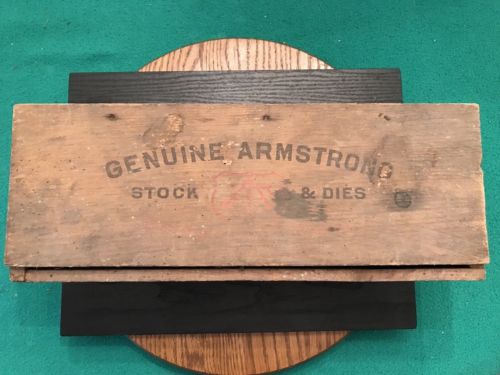 GENUINE ARMSTRONG
STOCK & DIES